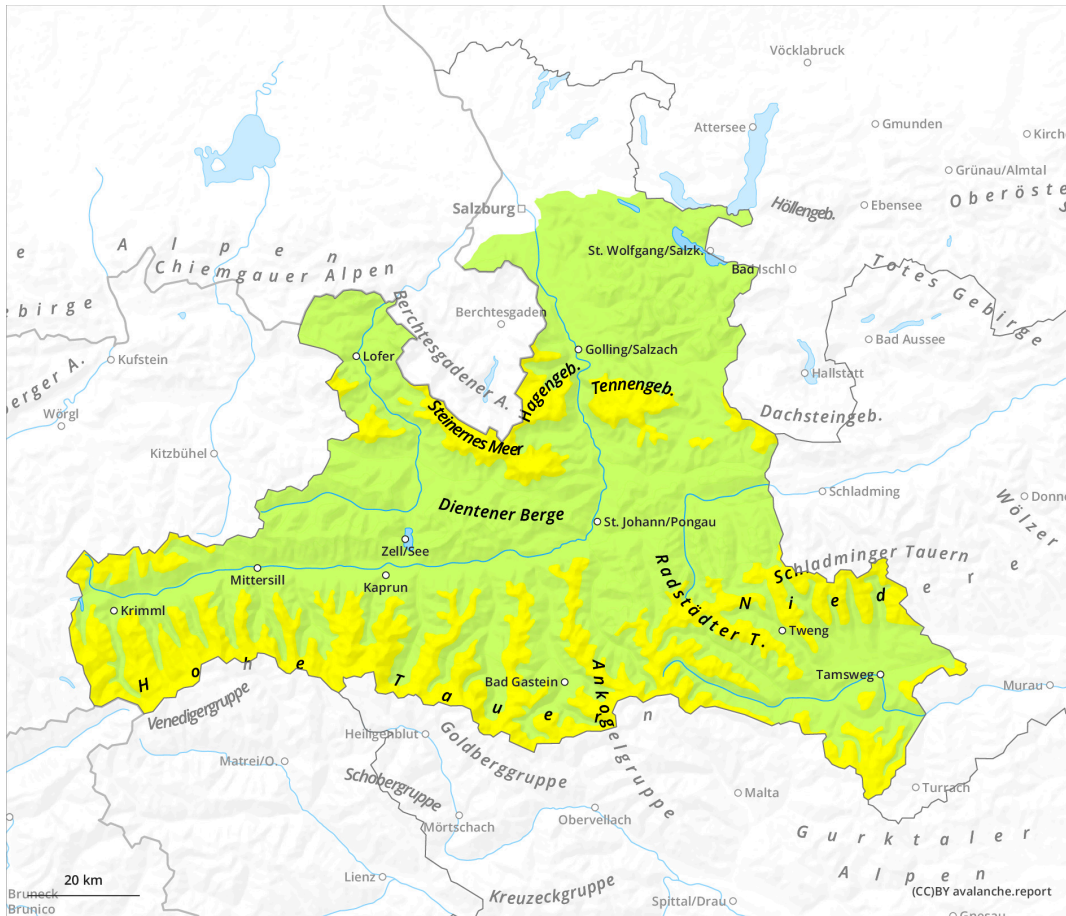 Vöcklabruck
Attersee
Gmunden
Kirch
Grünau/Almtal
Salzburg
Höllengeb.
Ebensee
Oberöste
s
e
Alpen
Chiemgauer Alpen
St. Wolfgang/Salzk.
Bad Ischl
Totes Gebirge
ebirge
Berchtesgaden
Berchtesgadener A.
Kufstein
Lofer
Golling/Salzach
Bad Aussee
Hallstatt
berger A.
Wörgl
Hagengeb.
Tennengeb.
Steinernes Meer
Dachsteingeb.
Kitzbühel
Schladming
Donne
Wölzer
Dientener Berge
St. Johann/Pongau
Zell/See
Mittersill
Kaprun
Schladminger Tauern
ere
Krimml
Radstädter T.
Nied
Tweng
Hohe Tauern
Bad Gastein
Ankogelgruppe
Tamsweg
Murau
Venedigergruppe
Heiligenblut
Goldberggruppe
Matrei/O.
Schobergruppe
Malta
Turrach
Mörtschach
Obervellach
Gurktaler
Alpen
20 km
Lienz
Kreuzeckgruppe
Bruneck
Brunico
Spittal/Drau
(CC)BY avalanche.report